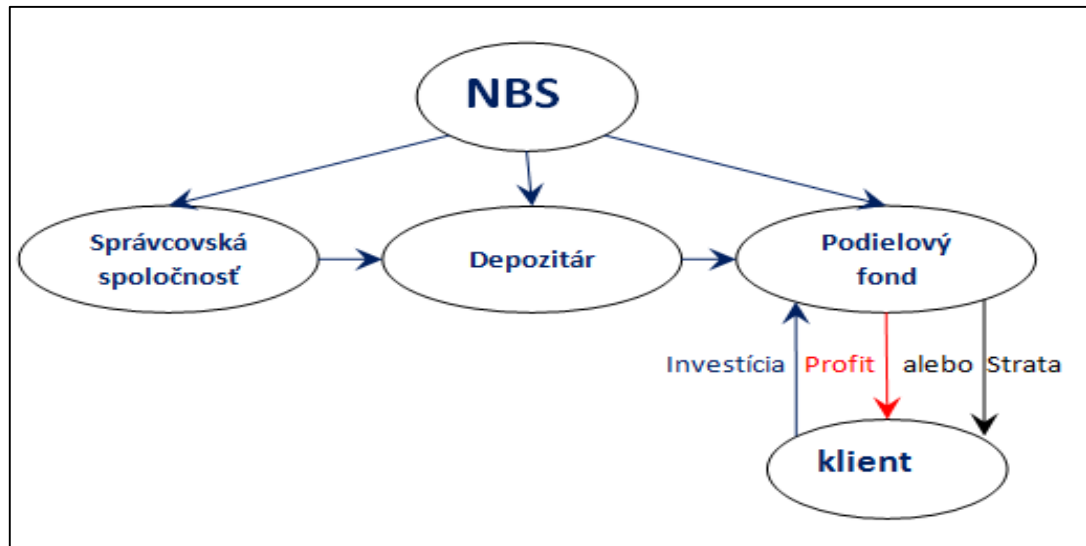 NBS
Správcovská
spoločnosť
Depozitár
Podielový
fond
Investícia Profit alebo Strata
klient